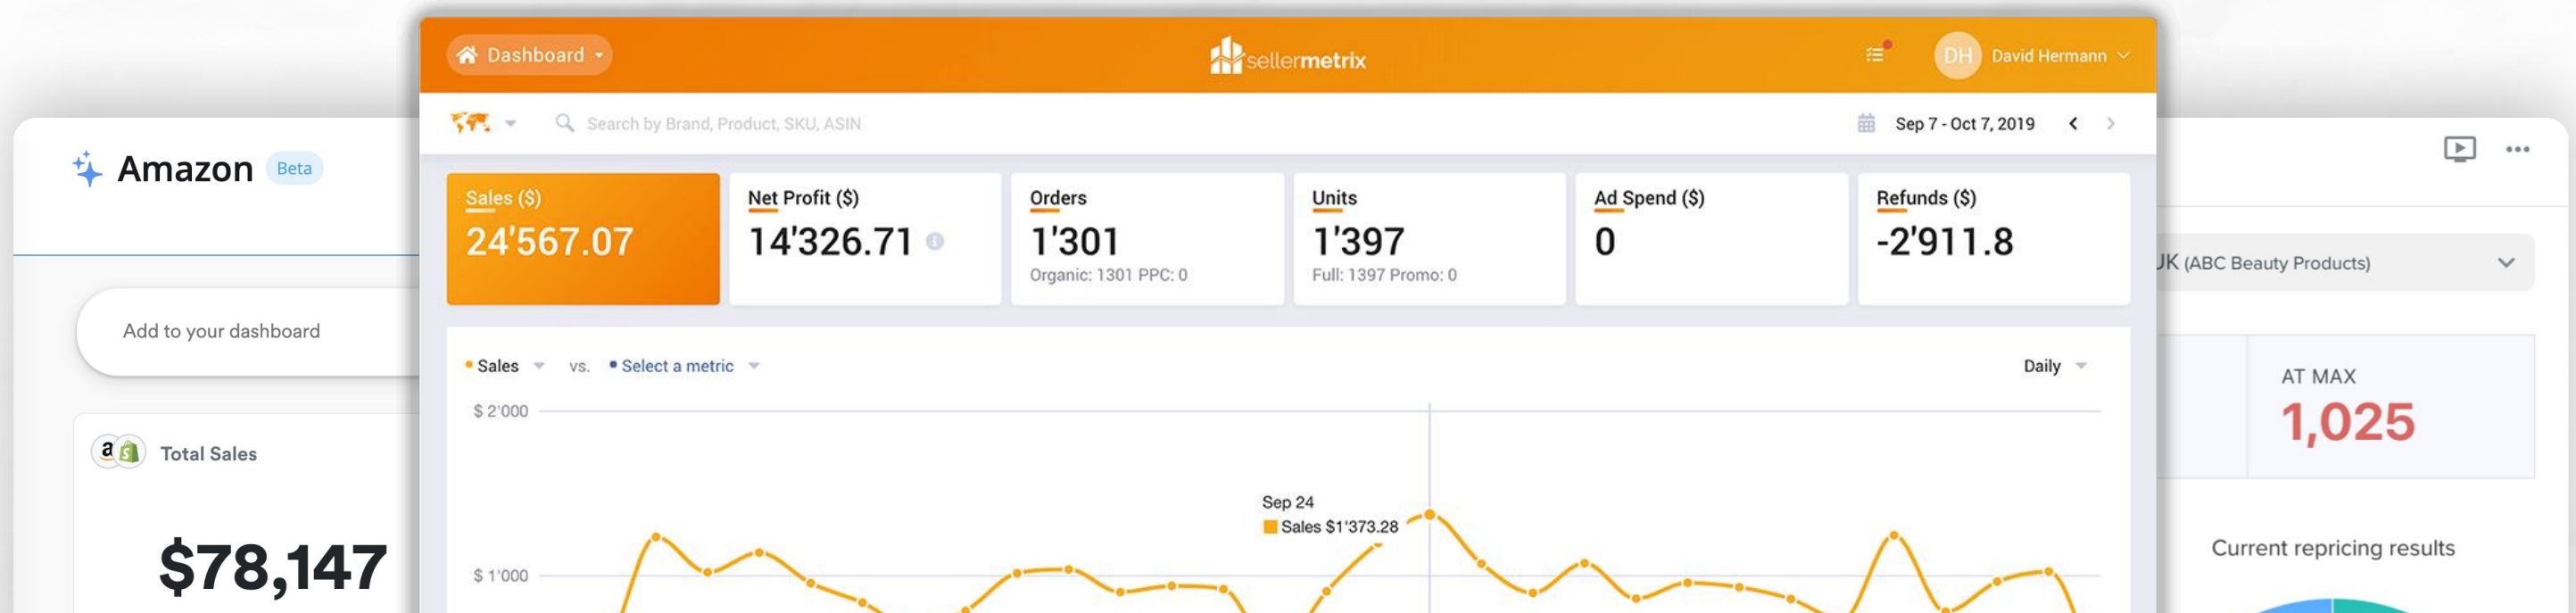 Dashboard
sellermetrix
DH
David Hermann
Search by Brand, Product, SKU, ASIN
Sep 7 - Oct 7, 2019
Amazon
Beta
Add to your dashboard
a
Total Sales
$78,147
Sales ($)
24'567.07
Net Profit ($)
14'326.71
Orders
1'301
Organic: 1301 PPC: 0
Units
1'397
Full: 1397 Promo: 0
Ad Spend ($)
0
Refunds ($)
-2'911.8
Sales
vs.
Select a metric
Daily
$ 2'000
Sep 24
Sales $1'373.28
$ 1'000
UK (ABC Beauty Products)
AT MAX
1,025
Current repricing results